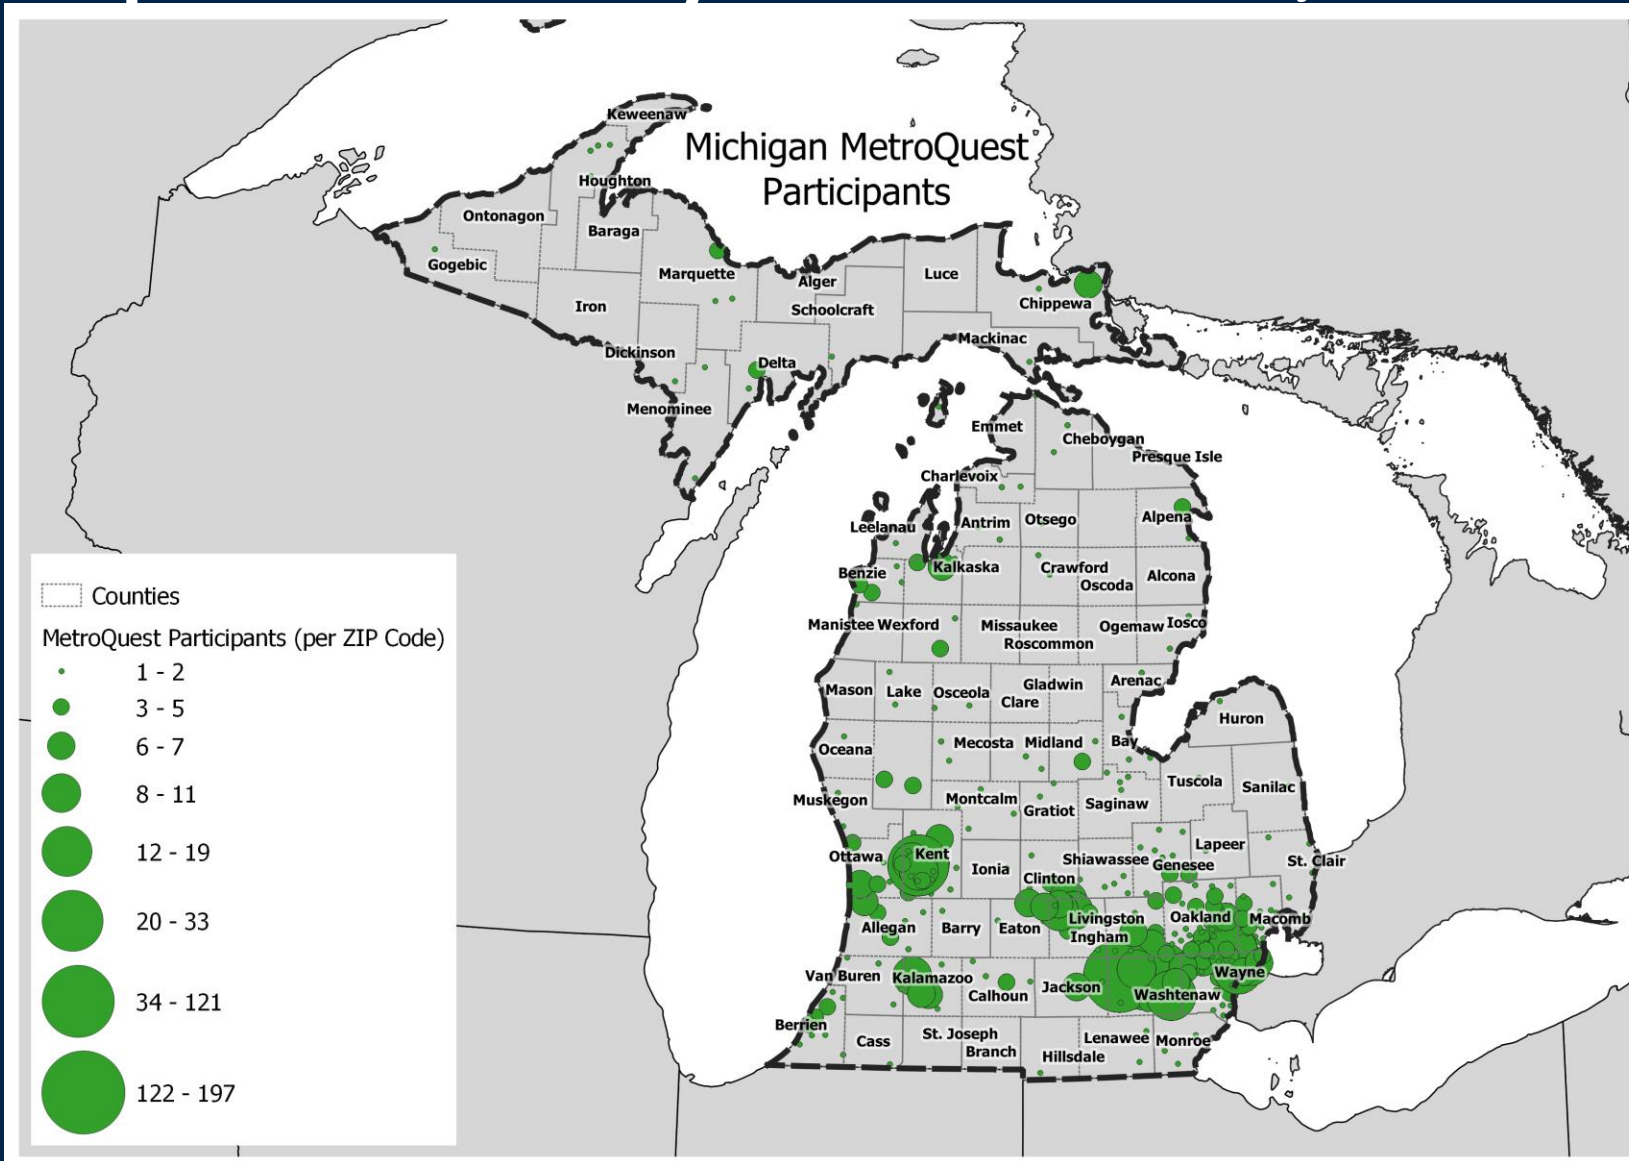 Michigan MetroQuest
Participants
Keweenaw
Houghton
Ontonagon
Baraga
Gogebic
Marquette
Alger
Luce
Iron
Schoolcraft
Chippewa
Mackinac
Dickinson
Delta
Menominee
Emmet
Cheboygan
Presque Isle
Charlevoix
Leelanau
Antrim
Otsego
Alpena
Benzie
Kalkaska
Crawford
Oscoda
Alcona
Manistee
Wexford
Missaukee
Roscommon
Ogemaw
Iosco
Mason
Lake
Osceola
Clare
Gladwin
Arenac
Huron
Oceana
Mecosta
Midland
Bay
Tuscola
Sanilac
Muskegon
Montcalm
Gratiot
Saginaw
Ottawa
Kent
Ionia
Clinton
Shiawassee
Genesee
Lapeer
St. Clair
Allegan
Barry
Eaton
Livingston
Ingham
Oakland
Macomb
Van Buren
Kalamazoo
Calhoun
Jackson
Washtenaw
Wayne
Berrien
Cass
St. Joseph
Branch
Hillsdale
Lenawee
Monroe
Counties
MetroQuest Participants (per ZIP Code)
1 - 2
3 - 5
6 - 7
8 - 11
12 - 19
20 - 33
34 - 121
122 - 197